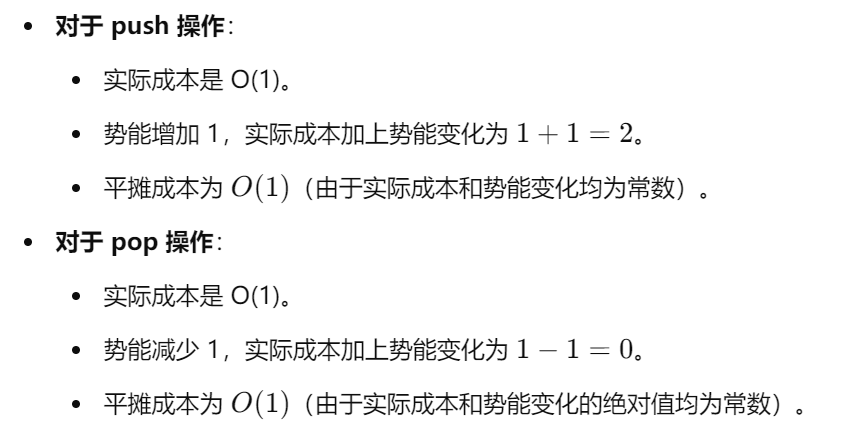 • 对于 push 操作：
• 实际成本是 O(1)。
• 势能增加 1，实际成本加上势能变化为 1 + 1 = 2。
• 平摊成本为 O(1)（由于实际成本和势能变化均为常数）。
• 对于 pop 操作：
• 实际成本是 O(1)。
• 势能减少 1，实际成本加上势能变化为 1 − 1 = 0。
• 平摊成本为 O(1)（由于实际成本和势能变化的绝对值均为常数）。